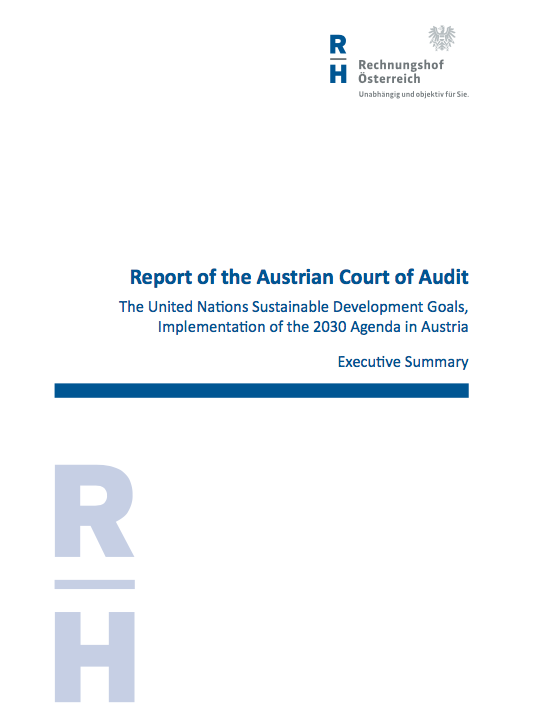 R
H
Rechnungshof
Österreich
Unabhängig und objektiv für Sie.
Report of the Austrian Court of Audit
The United Nations Sustainable Development Goals,
Implementation of the 2030 Agenda in Austria
Executive Summary
R
H